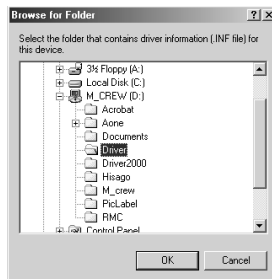 Browse for Folder
Select the folder that contains driver information (.INF file) for
this device.
3½ Floppy (A:)
Local Disk (C:)
M_CREW (D:)
Acrobat
Aone
Documents
Driver
Driver2000
Hisago
M_crew
PicLabel
RMC
Control Panel
OK
Cancel